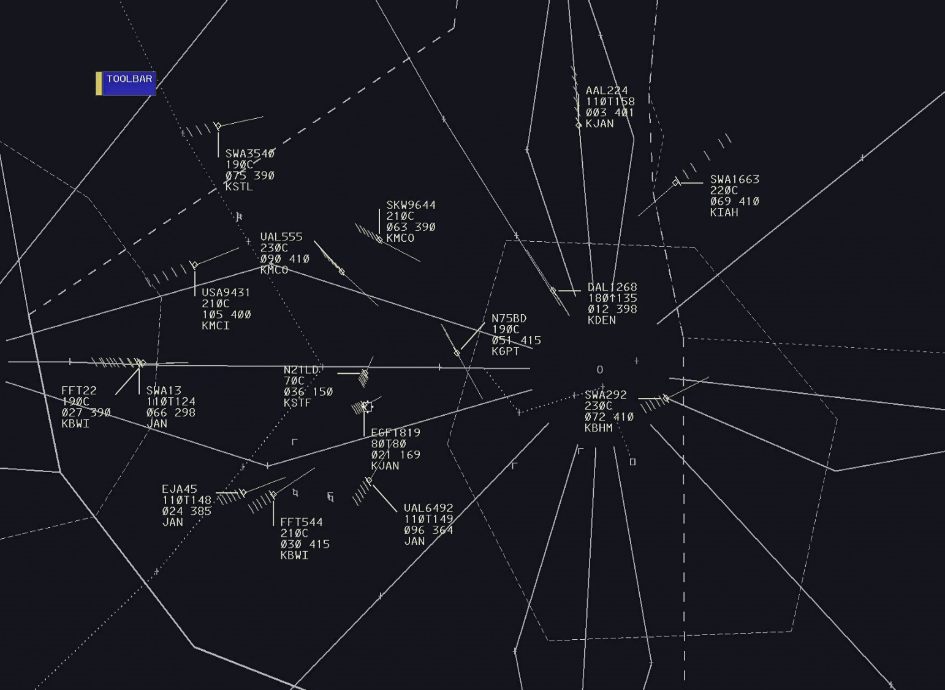 TOOLBAR
AAL224
110T158
003 401
KJAN
SWA3540
190C
075 390
KSTL
SWA1663
220C
069 410
KIAH
SKW9644
210C
063 390
KMCO
UAL555
230C
090 410
KMCO
USA9431
210C
105 400
KMCI
DAL1268
180T135
012 398
KDEN
N75BD
190C
051 415
KGPT
N21LD
70C
036 150
KSTF
FFT22
190C
027 390
KBWI
SWA13
110T124
066 298
JAN
SWA292
230C
072 410
KBHM
80T80
021 169
KJAN
EJA45
110T148
024 385
JAN
FFT544
210C
030 415
KBWI
UAL6492
110T149
096 364
JAN